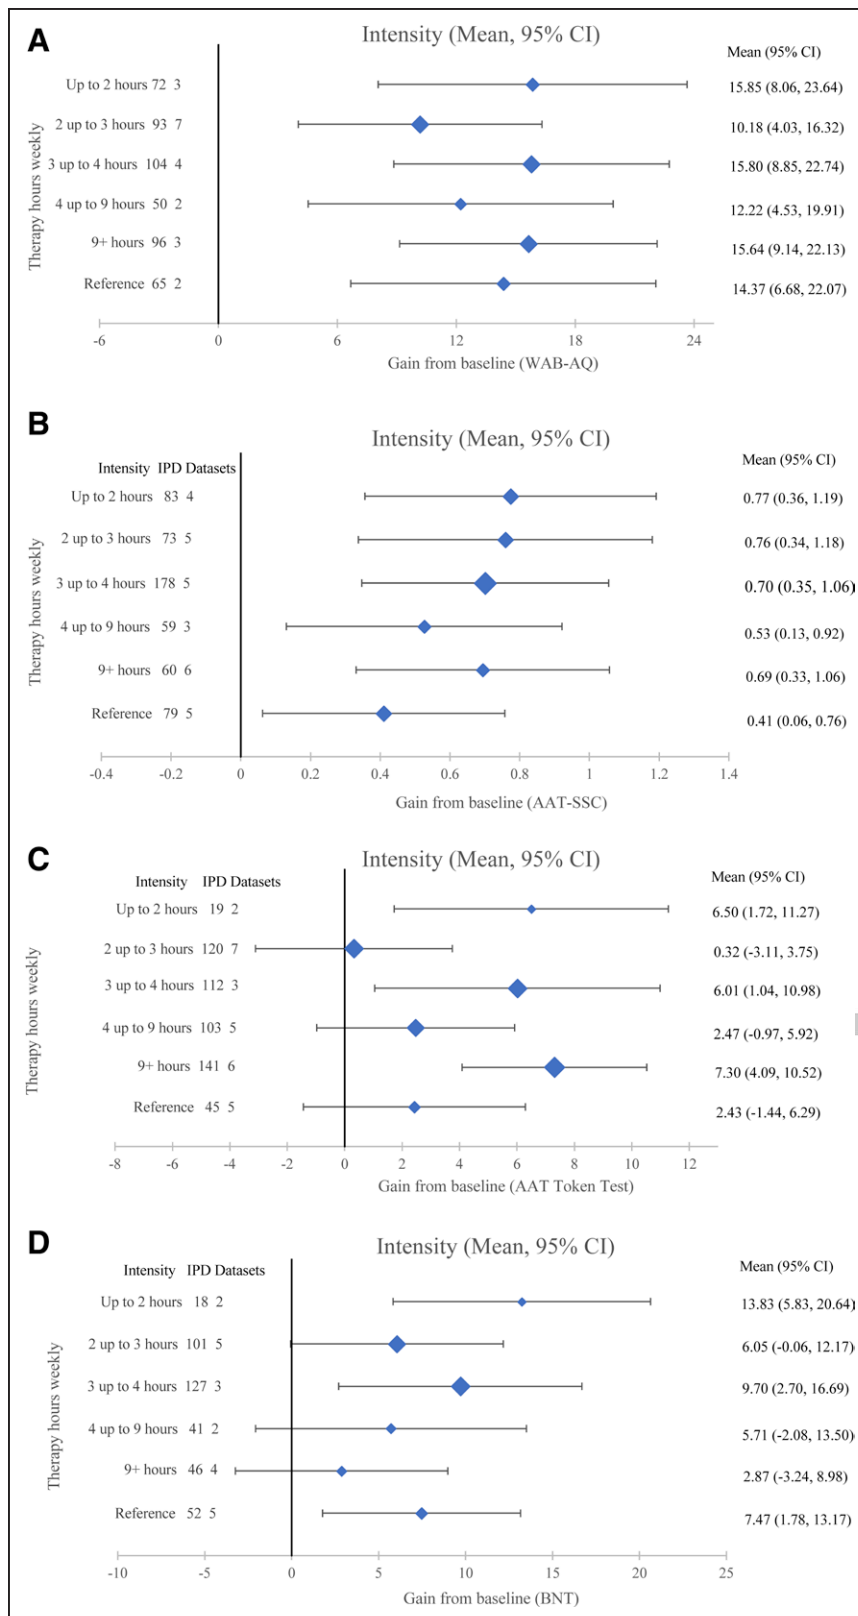 A
Intensity (Mean, 95% CI)
Mean (95% CI)
Therapy hours weekly
Up to 2 hours 72 3 15.85 (8.06, 23.64)
2 up to 3 hours 93 7 10.18 (4.03, 16.32)
3 up to 4 hours 104 4 15.80 (8.85, 22.74)
4 up to 9 hours 50 2 12.22 (4.53, 19.91)
9+ hours 96 3 15.64 (9.14, 22.13)
Reference 65 2 14.37 (6.68, 22.07)
-6 0 6 12 18 24
Gain from baseline (WAB-AQ)
B
Intensity (Mean, 95% CI)
Intensity IPD Datasets Mean (95% CI)
Therapy hours weekly
Up to 2 hours 83 4 0.77 (0.36, 1.19)
2 up to 3 hours 73 5 0.76 (0.34, 1.18)
3 up to 4 hours 178 5 0.70 (0.35, 1.06)
4 up to 9 hours 59 3 0.53 (0.13, 0.92)
9+ hours 60 6 0.69 (0.33, 1.06)
Reference 79 5 0.41 (0.06, 0.76)
-0.4 -0.2 0 0.2 0.4 0.6 0.8 1 1.2 1.4
Gain from baseline (AAT-SSC)
C
Intensity (Mean, 95% CI)
Intensity IPD Datasets Mean (95% CI)
Therapy hours weekly
Up to 2 hours 19 2 6.50 (1.72, 11.27)
2 up to 3 hours 120 7 0.32 (-3.11, 3.75)
3 up to 4 hours 112 3 6.01 (1.04, 10.98)
4 up to 9 hours 103 5 2.47 (-0.97, 5.92)
9+ hours 141 6 7.30 (4.09, 10.52)
Reference 45 5 2.43 (-1.44, 6.29)
-8 -6 -4 -2 0 2 4 6 8 10 12
Gain from baseline (AAT Token Test)
D
Intensity (Mean, 95% CI)
Intensity IPD Datasets Mean (95% CI)
Therapy hours weekly
Up to 2 hours 18 2 13.83 (5.83, 20.64)
2 up to 3 hours 101 5 6.05 (-0.06, 12.17)
3 up to 4 hours 127 3 9.70 (2.70, 16.69)
4 up to 9 hours 41 2 5.71 (-2.08, 13.50)
9+ hours 46 4 2.87 (-3.24, 8.98)
Reference 52 5 7.47 (1.78, 13.17)
-10 -5 0 5 10 15 20 25
Gain from baseline (BNT)